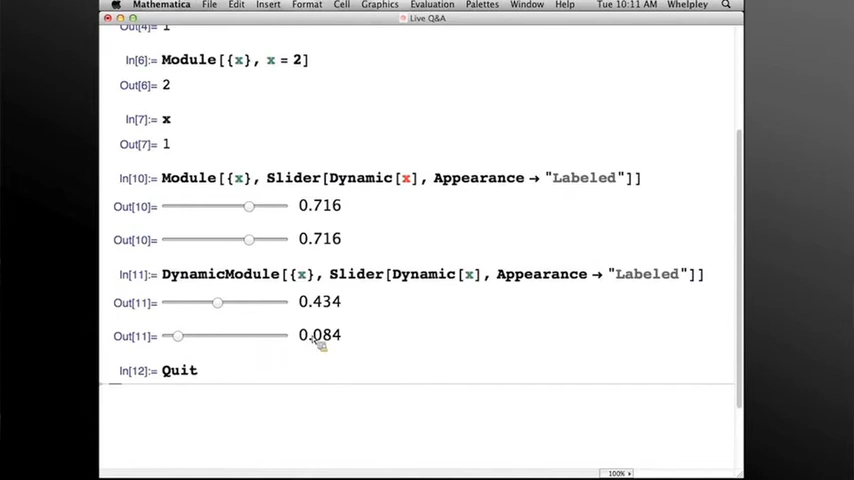 Mathematica File Edit Insert Format Cell Graphics Evaluation Palettes Window Help Tue 10:11 AM Whelpley
Live Q&A
Out[4]= 1
In[6]:= Module[{x}, x = 2]
Out[6]= 2
In[7]:= x
Out[7]= 1
In[10]:= Module[{x}, Slider[Dynamic[x], Appearance → "Labeled"]]
Out[10]= 0.716
Out[10]= 0.716
In[11]:= DynamicModule[{x}, Slider[Dynamic[x], Appearance → "Labeled"]]
Out[11]= 0.434
Out[11]= 0.084
In[12]:= Quit
100%